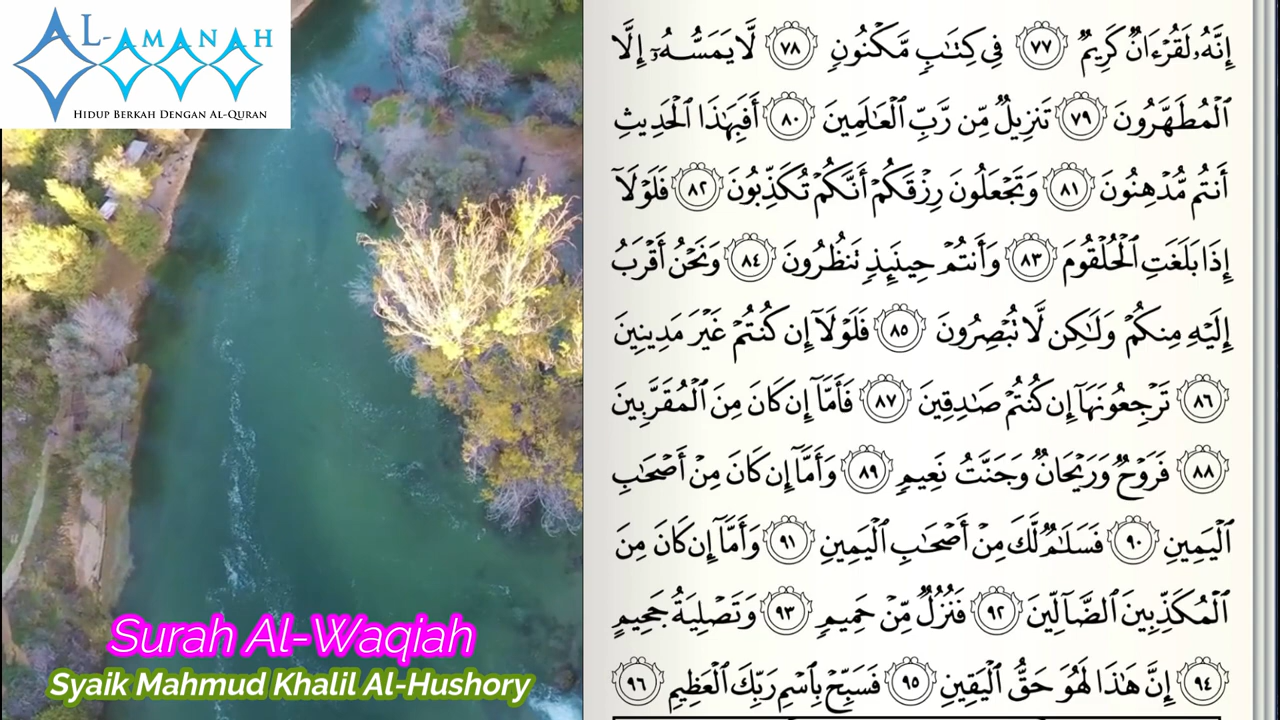 AL-AMANAH
HIDUP BERKAH DENGAN AL-QURAN
إِنَّهُۥ لَقُرۡءَانٞ كَرِيمٞ ٧٧ فِي كِتَٰبٖ مَّكۡنُونٖ ٧٨ لَّا يَمَسُّهُۥٓ إِلَّا
ٱلۡمُطَهَّرُونَ ٧٩ تَنزِيلٞ مِّن رَّبِّ ٱلۡعَٰلَمِينَ ٨٠ أَفَبِهَٰذَا ٱلۡحَدِيثِ
أَنتُم مُّدۡهِنُونَ ٨١ وَتَجۡعَلُونَ رِزۡقَكُمۡ أَنَّكُمۡ تُكَذِّبُونَ ٨٢ فَلَوۡلَآ
إِذَا بَلَغَتِ ٱلۡحُلۡقُومَ ٨٣ وَأَنتُمۡ حِينَئِذٖ تَنظُرُونَ ٨٤ وَنَحۡنُ أَقۡرَبُ
إِلَيۡهِ مِنكُمۡ وَلَٰكِن لَّا تُبۡصِرُونَ ٨٥ فَلَوۡلَآ إِن كُنتُمۡ غَيۡرَ مَدِينِينَ
٨٦ تَرۡجِعُونَهَآ إِن كُنتُمۡ صَٰدِقِينَ ٨٧ فَأَمَّآ إِن كَانَ مِنَ ٱلۡمُقَرَّبِينَ
٨٨ فَرَوۡحٞ وَرَيۡحَانٞ وَجَنَّتُ نَعِيمٖ ٨٩ وَأَمَّآ إِن كَانَ مِنۡ أَصۡحَٰبِ
ٱلۡيَمِينِ ٩٠ فَسَلَٰمٞ لَّكَ مِنۡ أَصۡحَٰبِ ٱلۡيَمِينِ ٩١ وَأَمَّآ إِن كَانَ مِنَ
ٱلۡمُكَذِّبِينَ ٱلضَّآلِّينَ ٩٢ فَنُزُلٞ مِّنۡ حَمِيمٖ ٩٣ وَتَصۡلِيَةُ جَحِيمٍ
٩٤ إِنَّ هَٰذَا لَهُوَ حَقُّ ٱلۡيَقِينِ ٩٥ فَسَبِّحۡ بِٱسۡمِ رَبِّكَ ٱلۡعَظِيمِ ٩٦
Surah Al-Waqiah
Syaik Mahmud Khalil Al-Hushory